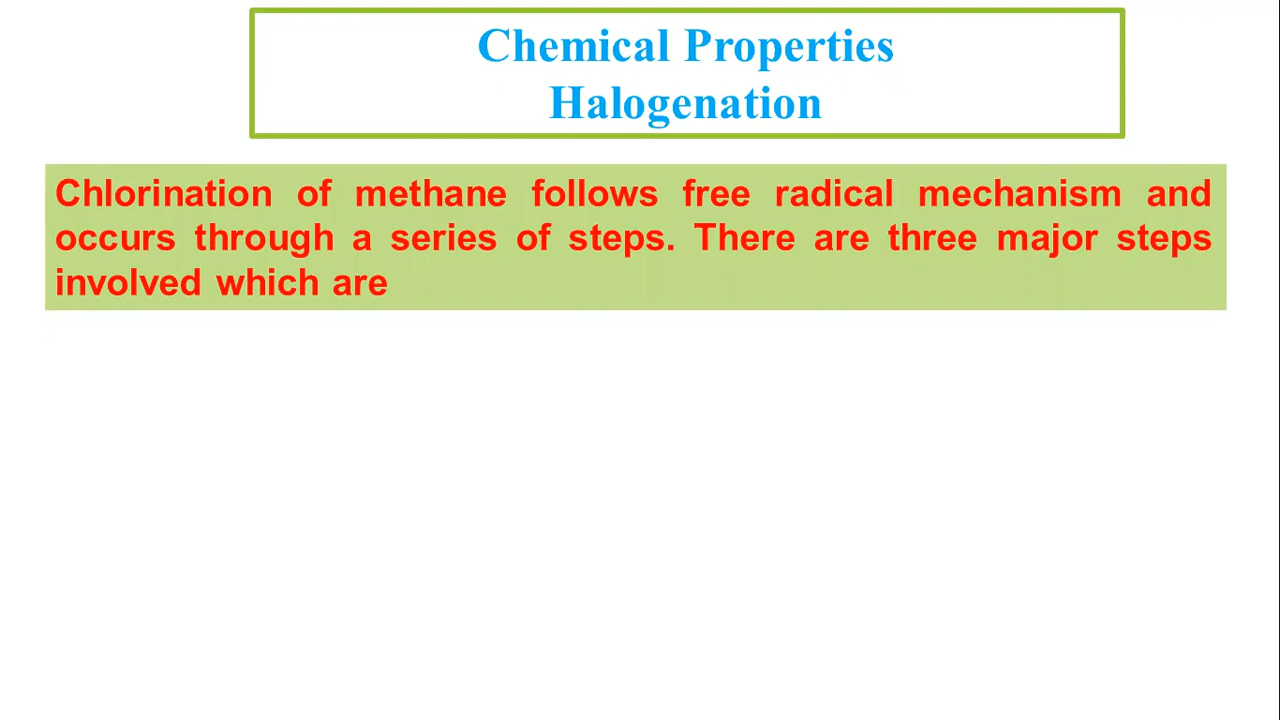 Chemical Properties
Halogenation
Chlorination of methane follows free radical mechanism and
occurs through a series of steps. There are three major steps
involved which are